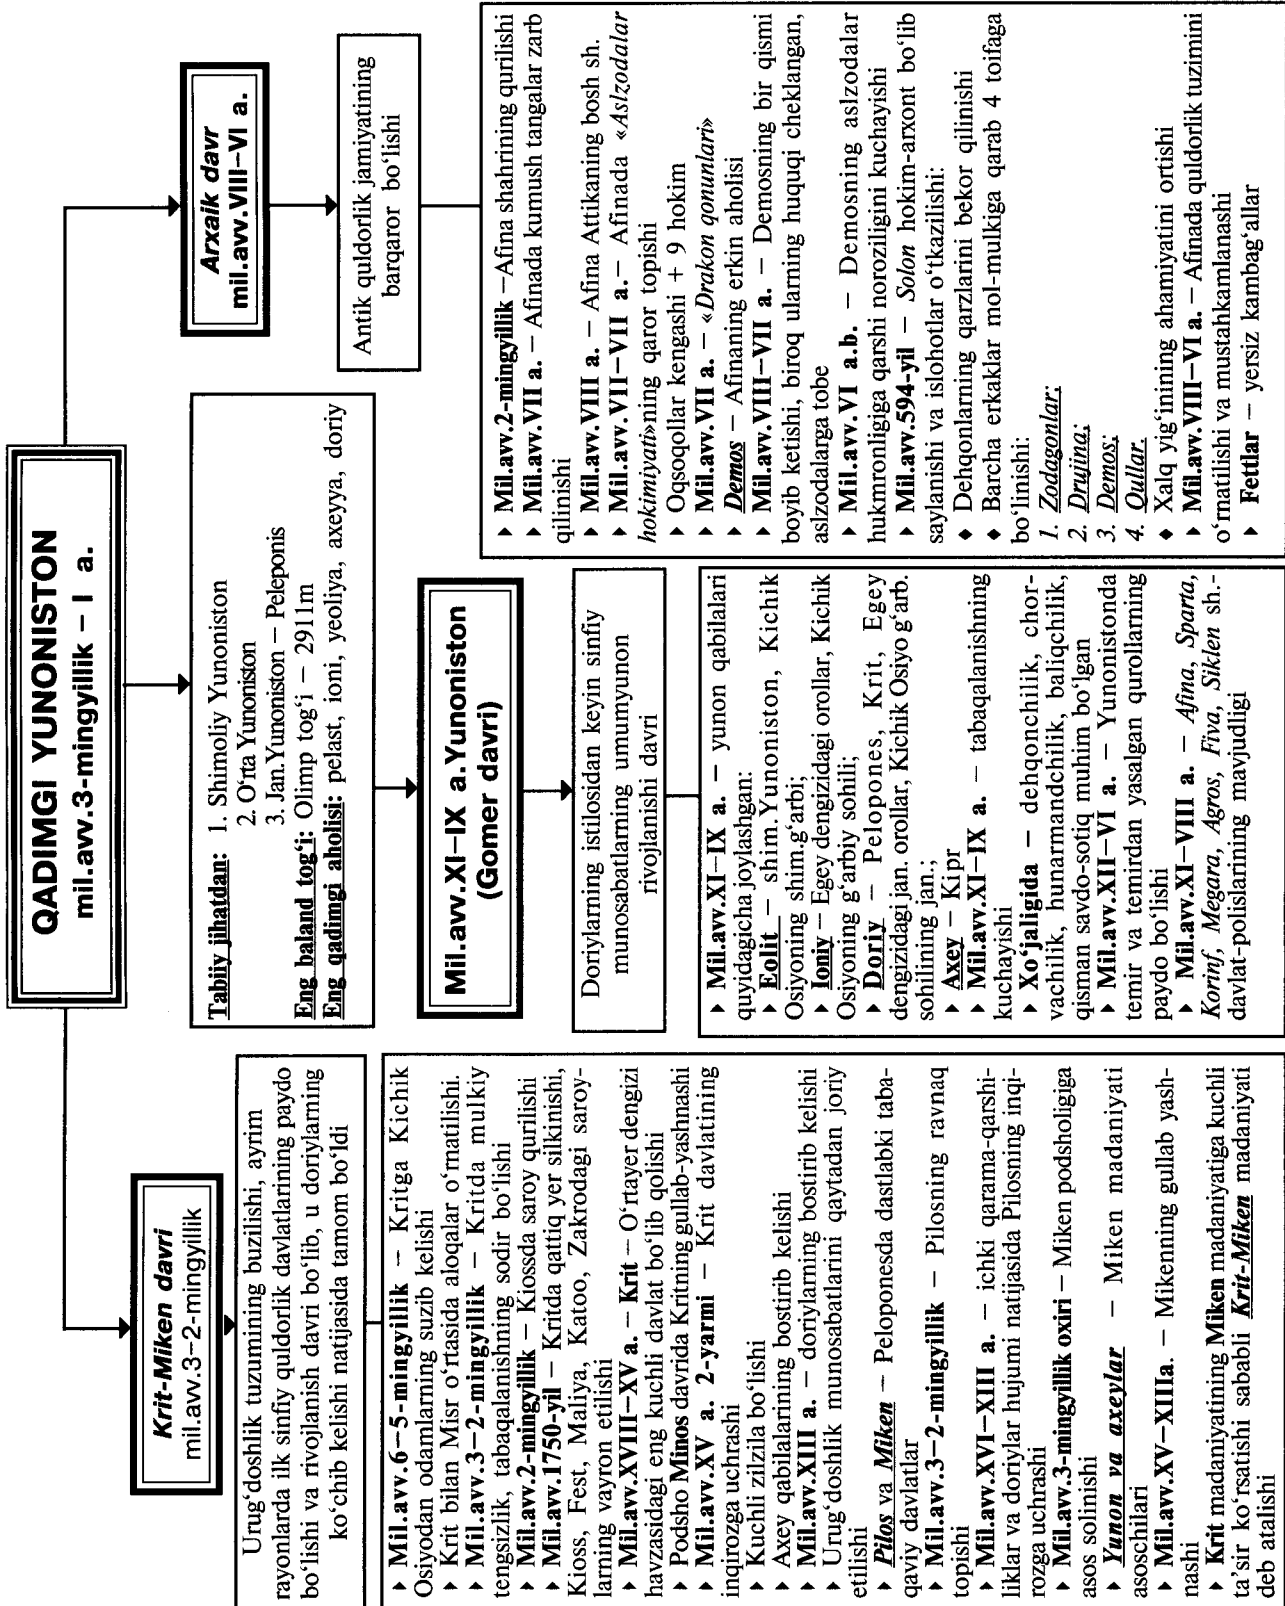 QADIMGI YUNONISTON
mil.avv.3-mingyillik – I a.
Krit-Miken davri
mil.avv.3–2-mingyillik
Urug‘doshlik tuzumining buzilishi, ayrim
rayonlarda ilk sinfiy quldorlik davlatlarining paydo
bo‘lishi va rivojlanish davri bo‘lib, u doriylarning
ko‘chib kelishi natijasida tamom bo‘ldi
▸ Mil.avv.6–5-mingyillik – Kritga Kichik
Osiyodan odamlarning suzib kelishi
▸ Krit bilan Misr o‘rtasida aloqalar o‘rnatilishi.
▸ Mil.avv.3–2-mingyillik – Kritda mulkiy
tengsizlik, tabaqalanishning sodir bo‘lishi
▸ Mil.avv.2-mingyillik – Kiossda saroy qurilishi
▸ Mil.avv.1750-yil – Kritda qattiq yer silkinishi,
Kioss, Fest, Maliya, Katoo, Zakrodagi saroy-
larning vayron etilishi
▸ Mil.avv.XVIII–XV a. – Krit – O‘rtayer dengizi
havzasidagi eng kuchli davlat bo‘lib qolishi
▸ Podsho Minos davrida Kritning gullab-yashnashi
▸ Mil.avv.XV a. 2-yarmi – Krit davlatining
inqirozga uchrashi
▸ Kuchli zilzila bo‘lishi
▸ Axey qabilalarining bostirib kelishi
▸ Mil.avv.XIII a. – doriylarning bostirib kelishi
▸ Urug‘doshlik munosabatlarini qaytadan joriy
etilishi
▸ Pilos va Miken – Peloponesda dastlabki taba-
qaviy davlatlar
▸ Mil.avv.3–2-mingyillik – Pilosning ravnaq
topishi
▸ Mil.avv.XVI–XIII a. – ichki qarama-qarshi-
liklar va doriylar hujumi natijasida Pilosning inqi-
rozga uchrashi
▸ Mil.avv.3-mingyillik oxiri – Miken podsholigiga
asos solinishi
▸ Yunon va axeylar – Miken madaniyati
asoschilari
▸ Mil.avv.XV–XIIIa. – Mikenning gullab yash-
nashi
▸ Krit madaniyatining Miken madaniyatiga kuchli
ta’sir ko‘rsatishi sababli Krit-Miken madaniyati
deb atalishi
Tabiiy jihatdan: 1. Shimoliy Yunoniston
2. O‘rta Yunoniston
3. Jan.Yunoniston – Peleponis
Eng baland tog‘i: Olimp tog‘i – 2911m
Eng qadimgi aholisi: pelast, ioni, yeoliya, axeyya, doriy
Mil.avv.XI–IX a.Yunoniston
(Gomer davri)
Doriylarning istilosidan keyin sinfiy
munosabatlarning umumyunon
rivojlanishi davri
▸ Mil.avv.XI–IX a. – yunon qabilalari
quyidagicha joylashgan:
▸ Eolit – shim.Yunoniston, Kichik
Osiyoning shim.g‘arbi;
▸ Ioniy – Egey dengizidagi orollar, Kichik
Osiyoning g‘arbiy sohili;
▸ Doriy – Pelopones, Krit, Egey
dengizidagi jan. orollar, Kichik Osiyo g‘arb.
sohilining jan.;
▸ Axey – Kipr
▸ Mil.avv.XI–IX a. – tabaqalanishning
kuchayishi
▸ Xo‘jaligida – dehqonchilik, chor-
vachilik, hunarmandchilik, baliqchilik,
qisman savdo-sotiq muhim bo‘lgan
▸ Mil.avv.XII–VI a. – Yunonistonda
temir va temirdan yasalgan qurollarning
paydo bo‘lishi
▸ Mil.avv.XI–VIII a. – Afina, Sparta,
Korinf, Megara, Agros, Fiva, Siklen sh.-
davlat-polislarining mavjudligi
Arxaik davr
mil.avv.VIII–VI a.
Antik quldorlik jamiyatining
barqaror bo‘lishi
▸ Mil.avv.2-mingyillik –Afina shahrining qurilishi
▸ Mil.avv.VII a. – Afinada kumush tangalar zarb
qilinishi
▸ Mil.avv.VIII a. – Afina Attikaning bosh sh.
▸ Mil.avv.VIII–VII a.– Afinada «Aslzodalar
hokimiyati»ning qaror topishi
▸ Oqsoqollar kengashi + 9 hokim
▸ Mil.avv.VII a. – «Drakon qonunlari»
▸ Demos – Afinaning erkin aholisi
▸ Mil.avv.VIII–VII a. – Demosning bir qismi
boyib ketishi, biroq ularning huquqi cheklangan,
aslzodalarga tobe
▸ Mil.avv.VI a.b. – Demosning aslzodalar
hukmronligiga qarshi noroziligini kuchayishi
▸ Mil.avv.594-yil – Solon hokim-arxont bo‘lib
saylanishi va islohotlar o‘tkazilishi:
◆ Dehqonlarning qarzlarini bekor qilinishi
◆ Barcha erkaklar mol-mulkiga qarab 4 toifaga
bo‘linishi:
1. Zodagonlar;
2. Drujina;
3. Demos;
4. Qullar.
◆ Xalq yig‘inining ahamiyatini ortishi
▸ Mil.avv.VIII–VI a. – Afinada quldorlik tuzimini
o‘rnatilishi va mustahkamlanashi
▸ Fettlar – yersiz kambag‘allar